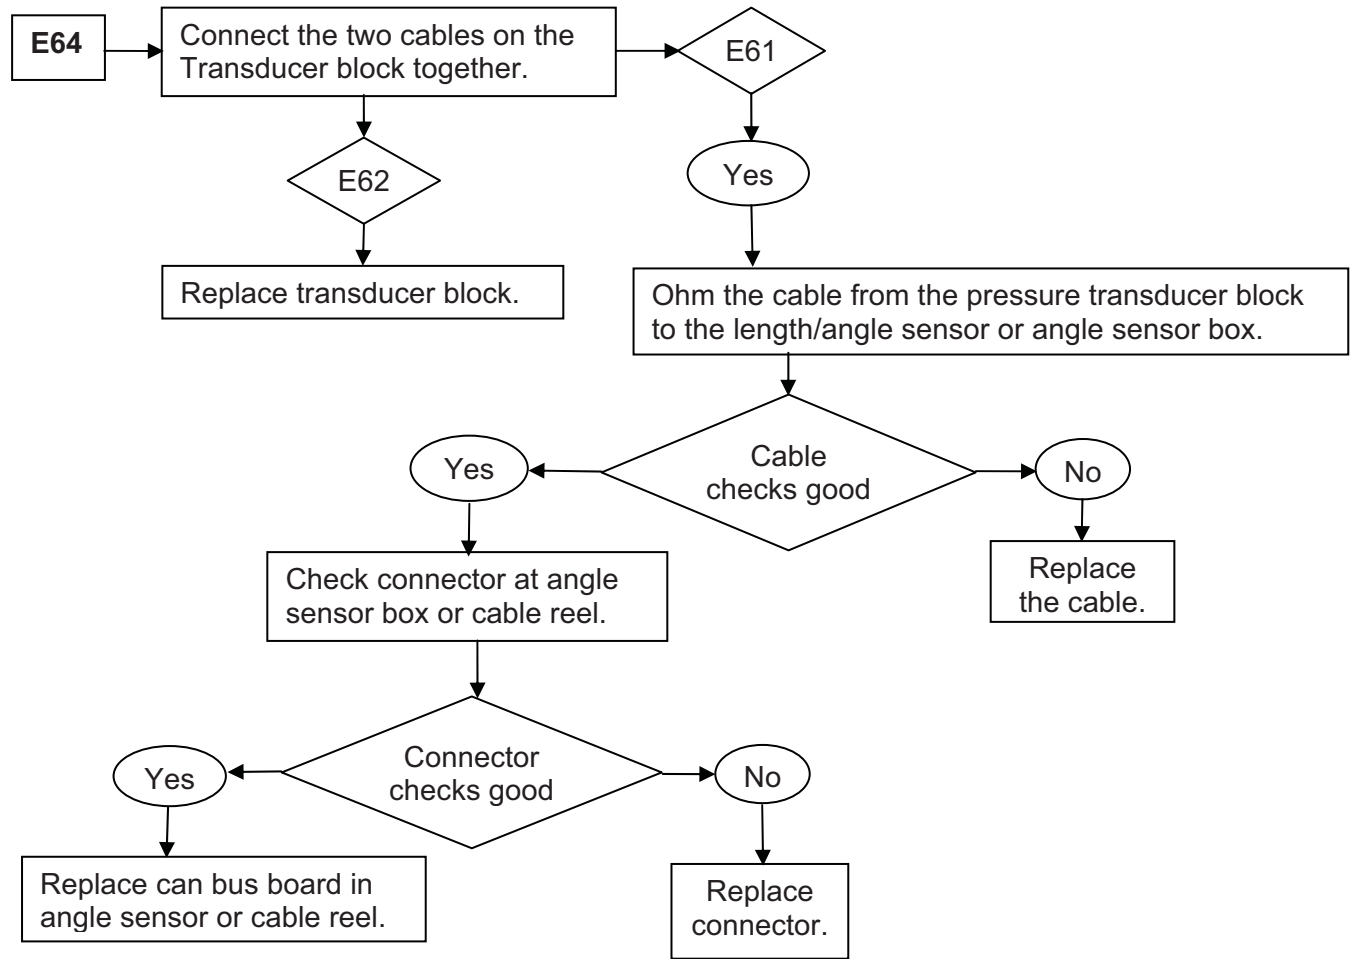 E64
Connect the two cables on the
Transducer block together.
E61
E62
Yes
Replace transducer block.
Ohm the cable from the pressure transducer block
to the length/angle sensor or angle sensor box.
Yes
Cable
checks good
No
Check connector at angle
sensor box or cable reel.
Replace
the cable.
Yes
Connector
checks good
No
Replace can bus board in
angle sensor or cable reel.
Replace
connector.